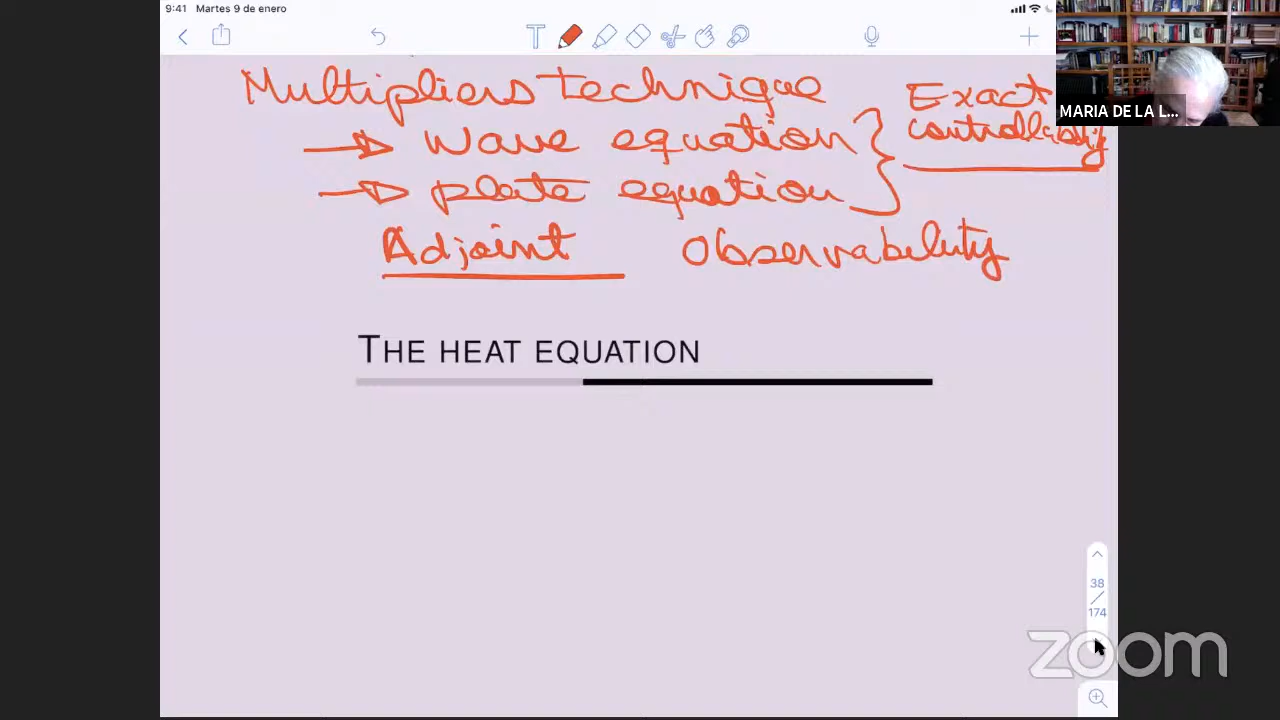 9:41 Martes 9 de enero
MARIA DE LA L...
Multipliers technique
Exact
→ Wave equation
controllability
→ plate equation
Adjoint Observability
THE HEAT EQUATION
38
174
zoom